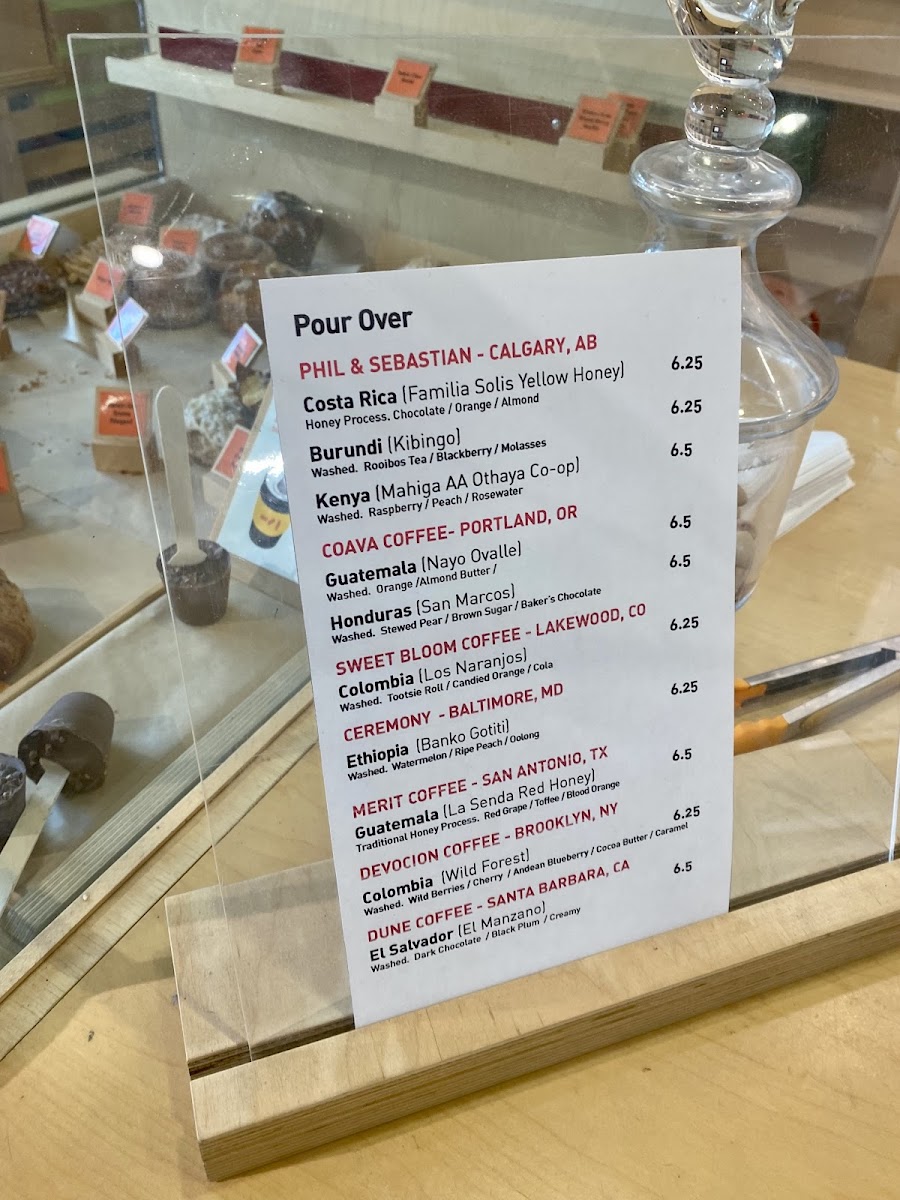 Pour Over
PHIL & SEBASTIAN - CALGARY, AB
Costa Rica (Familia Solis Yellow Honey) 6.25
Honey Process. Chocolate / Orange / Almond
Burundi (Kibingo) 6.25
Washed. Rooibos Tea / Blackberry / Molasses
Kenya (Mahiga AA Othaya Co-op) 6.5
Washed. Raspberry / Peach / Rosewater
COAVA COFFEE- PORTLAND, OR
Guatemala (Nayo Ovalle) 6.5
Washed. Orange /Almond Butter /
Honduras (San Marcos) 6.5
Washed. Stewed Pear / Brown Sugar / Baker's Chocolate
SWEET BLOOM COFFEE - LAKEWOOD, CO
Colombia (Los Naranjos) 6.25
Washed. Tootsie Roll / Candied Orange / Cola
CEREMONY - BALTIMORE, MD
Ethiopia (Banko Gotiti) 6.25
Washed. Watermelon / Ripe Peach / Oolong
MERIT COFFEE - SAN ANTONIO, TX
Guatemala (La Senda Red Honey) 6.5
Traditional Honey Process. Red Grape / Toffee / Blood Orange
DEVOCION COFFEE - BROOKLYN, NY
Colombia (Wild Forest) 6.25
Washed. Wild Berries / Cherry / Andean Blueberry / Cocoa Butter / Caramel
DUNE COFFEE - SANTA BARBARA, CA
El Salvador (El Manzano) 6.5
Washed. Dark Chocolate / Black Plum / Creamy